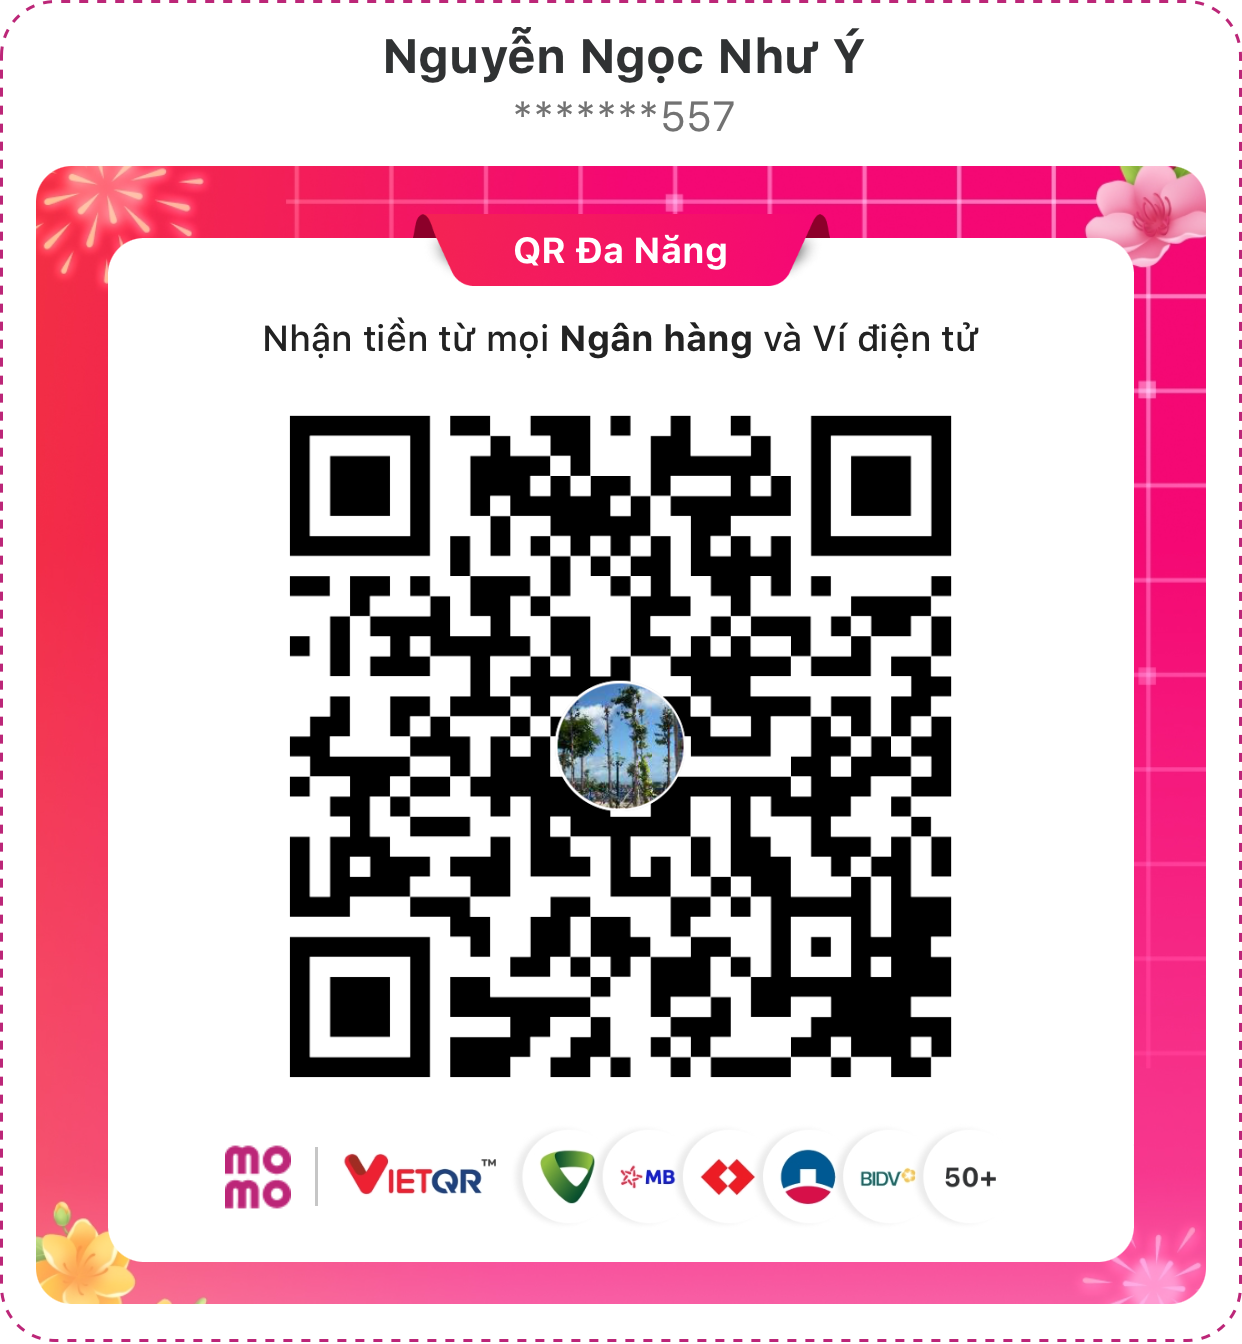 Nguyễn Ngọc Như Ý
*******557
QR Đa Năng
Nhận tiền từ mọi Ngân hàng và Ví điện tử
mo
mo
VIETQR™
MB
BIDV
50+